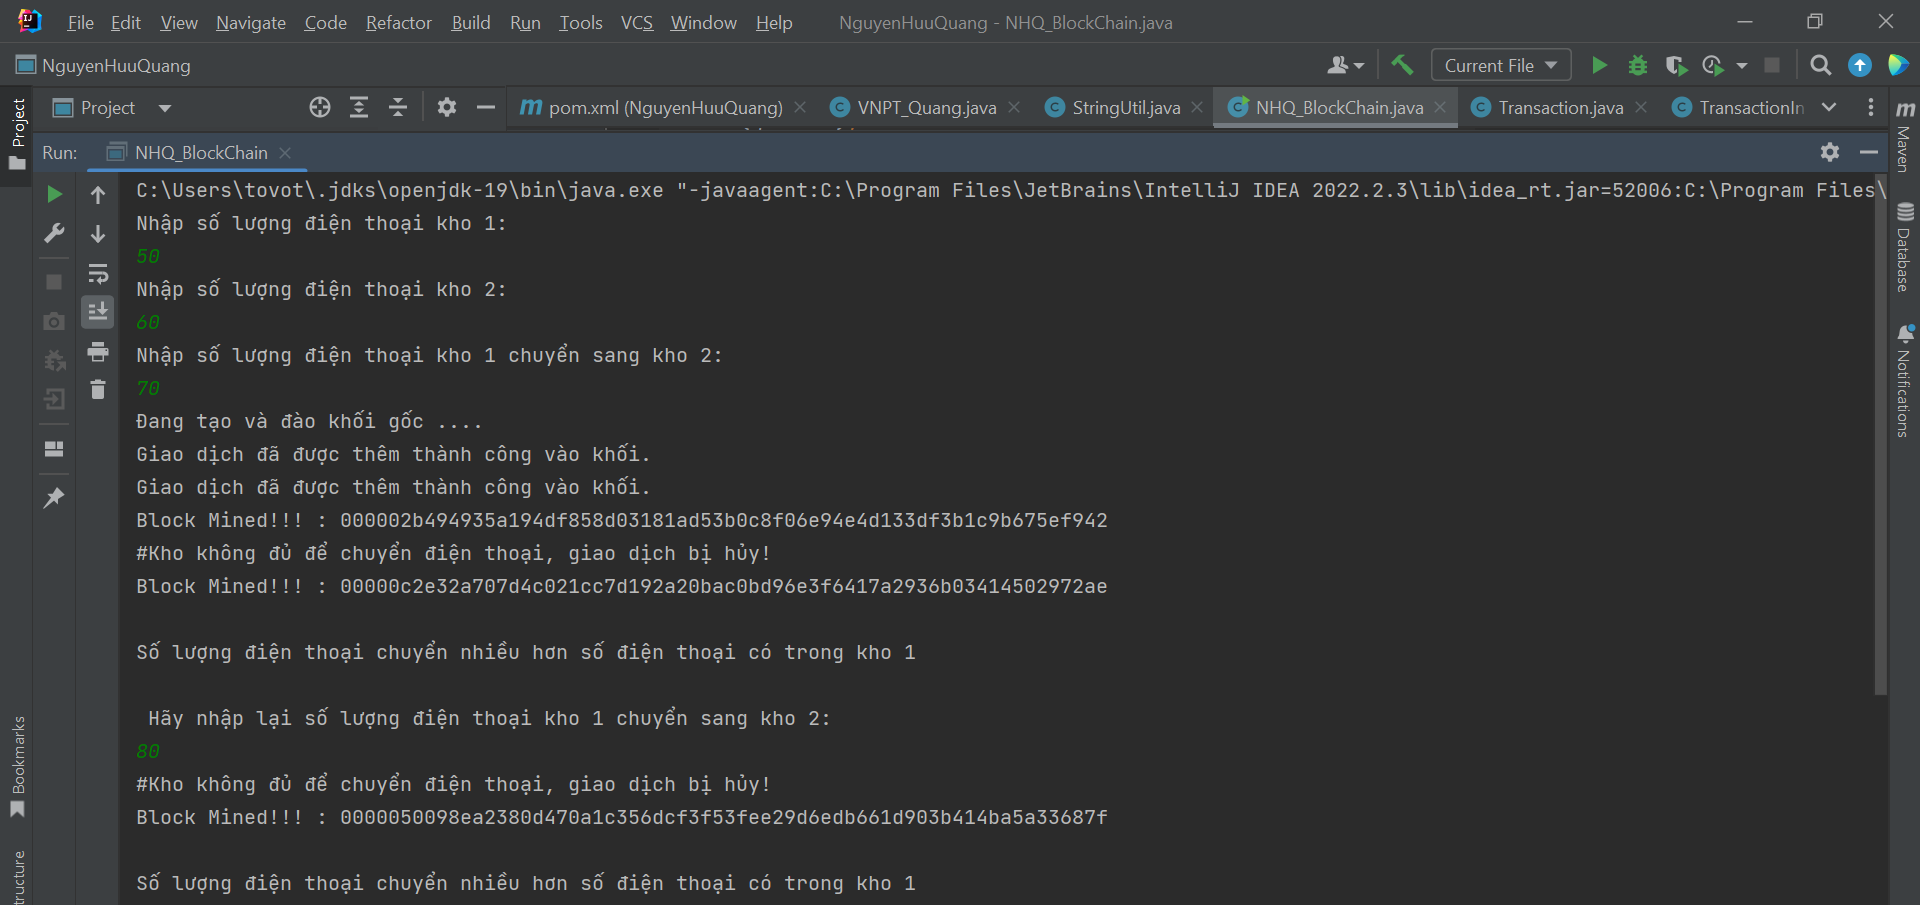 File Edit View Navigate Code Refactor Build Run Tools VCS Window Help NguyenHuuQuang - NHQ_BlockChain.java
NguyenHuuQuang Current File
Project pom.xml (NguyenHuuQuang) VNPT_Quang.java StringUtil.java NHQ_BlockChain.java Transaction.java TransactionIn
Run: NHQ_BlockChain
C:\Users\tovot\.jdks\openjdk-19\bin\java.exe "-javaagent:C:\Program Files\JetBrains\IntelliJ IDEA 2022.2.3\lib\idea_rt.jar=52006:C:\Program Files\
Nhập số lượng điện thoại kho 1:
50
Nhập số lượng điện thoại kho 2:
60
Nhập số lượng điện thoại kho 1 chuyển sang kho 2:
70
Đang tạo và đào khối gốc ....
Giao dịch đã được thêm thành công vào khối.
Giao dịch đã được thêm thành công vào khối.
Block Mined!!! : 000002b494935a194df858d03181ad53b0c8f06e94e4d133df3b1c9b675ef942
#Kho không đủ để chuyển điện thoại, giao dịch bị hủy!
Block Mined!!! : 00000c2e32a707d4c021cc7d192a20bac0bd96e3f6417a2936b03414502972ae
Số lượng điện thoại chuyển nhiều hơn số điện thoại có trong kho 1
Hãy nhập lại số lượng điện thoại kho 1 chuyển sang kho 2:
80
#Kho không đủ để chuyển điện thoại, giao dịch bị hủy!
Block Mined!!! : 0000050098ea2380d470a1c356dcf3f53fee29d6edb661d903b414ba5a33687f
Số lượng điện thoại chuyển nhiều hơn số điện thoại có trong kho 1
Project
Bookmarks
tructure
Maven
Database
Notifications